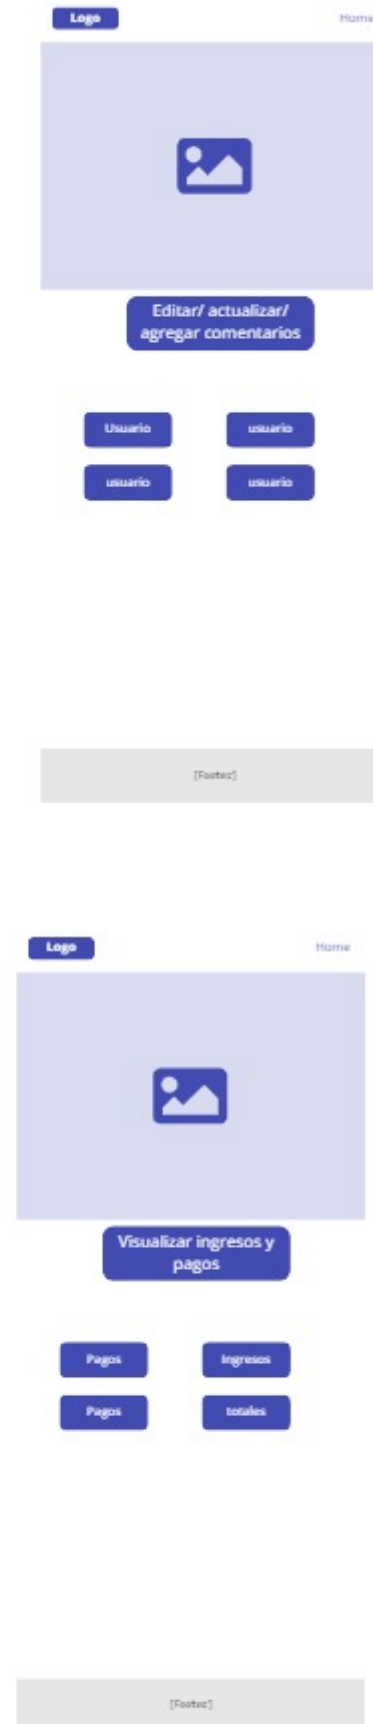 Logo
Home
Editar/ actualizar/
agregar comentarios
Usuario
usuario
usuario
usuario
[Footer]
Logo
Home
Visualizar ingresos y
pagos
Pagos
Ingresos
Pagos
totales
[Footer]